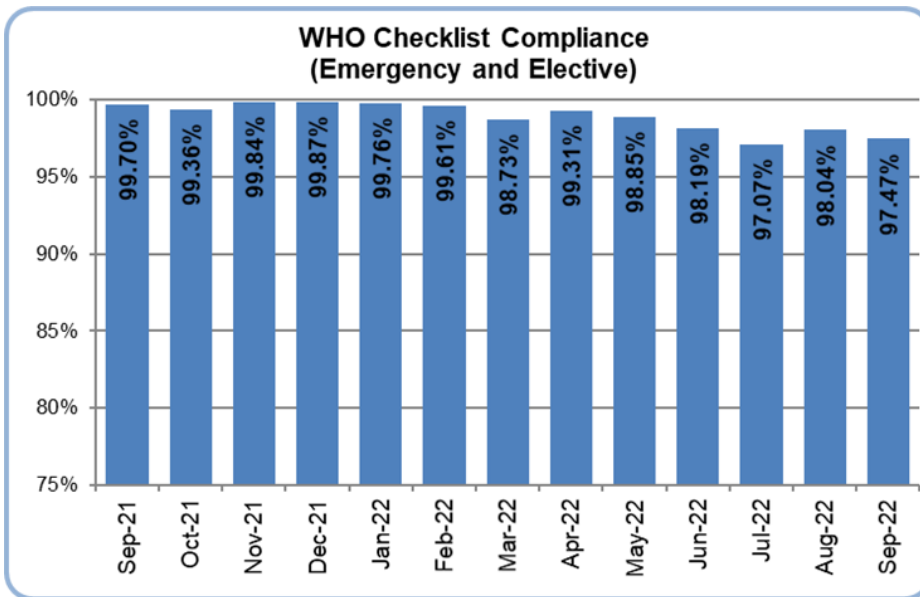 WHO Checklist Compliance
(Emergency and Elective)
100%
95%
90%
85%
80%
75%
99.70%
99.36%
99.84%
99.87%
99.76%
99.61%
98.73%
99.31%
98.85%
98.19%
97.07%
98.04%
97.47%
Sep-21
Oct-21
Nov-21
Dec-21
Jan-22
Feb-22
Mar-22
Apr-22
May-22
Jun-22
Jul-22
Aug-22
Sep-22